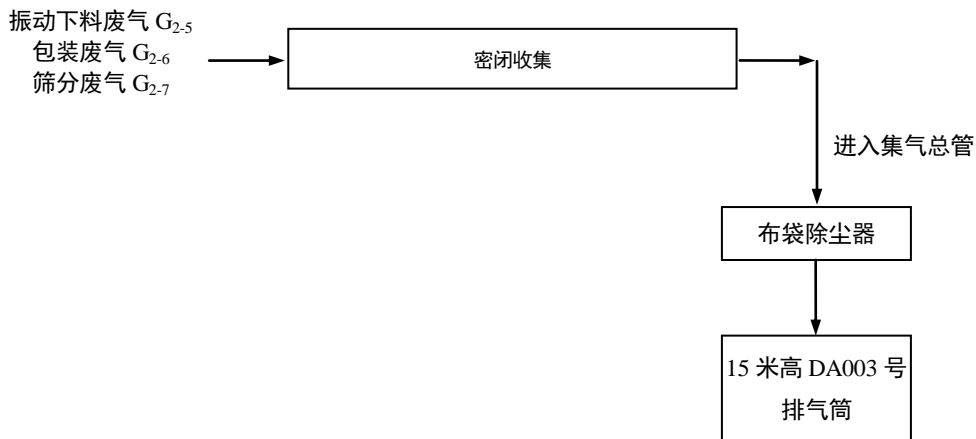 振动下料废气 G2-5
包装废气 G2-6
筛分废气 G2-7
密闭收集
进入集气总管
布袋除尘器
15 米高 DA003 号
排气筒